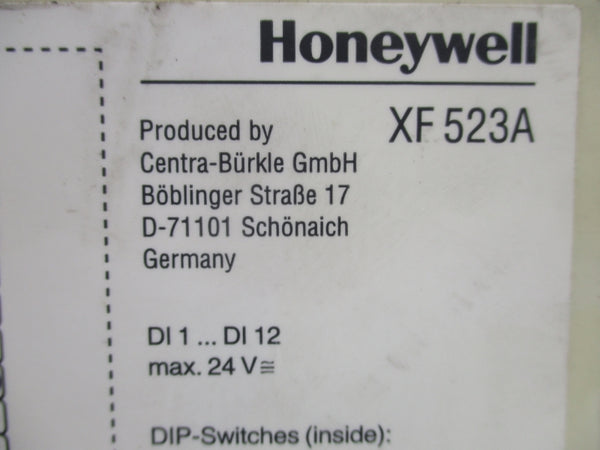 Honeywell
XF 523A
Produced by
Centra-Bürkle GmbH
Böblinger Straße 17
D-71101 Schönaich
Germany
DI 1 ... DI 12
max. 24 V≅
DIP-Switches (inside):